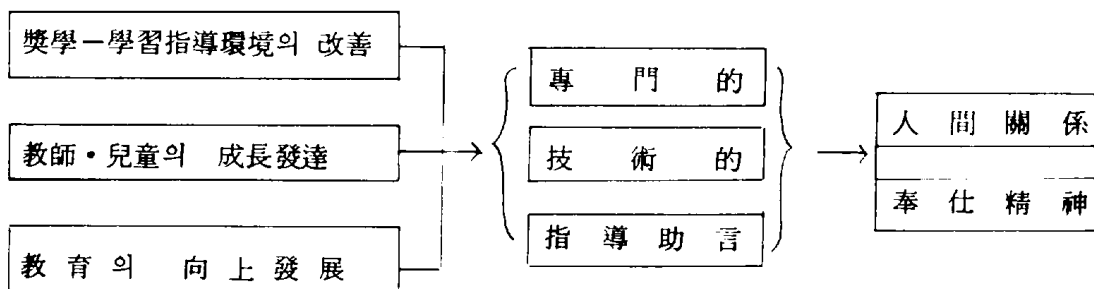 獎學－學習指導環境의 改善
教師·兒童의 成長發達
教育의 向上發展
專門的
技術的
指導助言
人間關係
奉仕精神